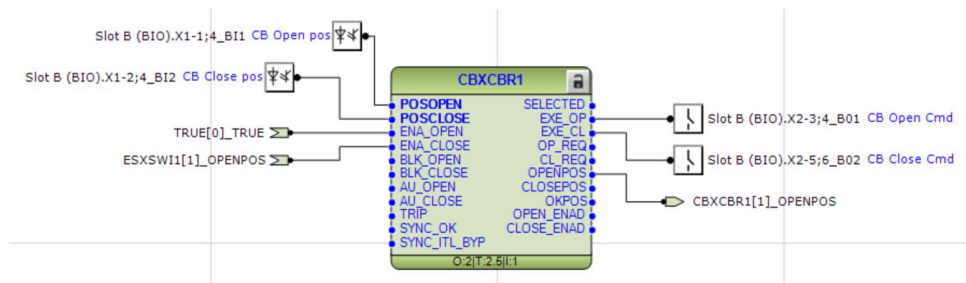 Slot B (BIO).X1-1;4_BI1 CB Open pos
Slot B (BIO).X1-2;4_BI2 CB Close pos
TRUE[0]_TRUE
ESXSWI1[1]_OPENPOS
CBXCBR1
POSOPEN SELECTED
POSCLOSE EXE_OP
ENA_OPEN EXE_CL
ENA_CLOSE OP_REQ
BLK_OPEN CL_REQ
BLK_CLOSE OPENPOS
AU_OPEN CLOSEPOS
AU_CLOSE OKPOS
TRIP OPEN_ENAD
SYNC_OK CLOSE_ENAD
SYNC_ITL_BYP
O:2|T:2.5|I:1
Slot B (BIO).X2-3;4_B01 CB Open Cmd
Slot B (BIO).X2-5;6_B02 CB Close Cmd
CBXCBR1[1]_OPENPOS